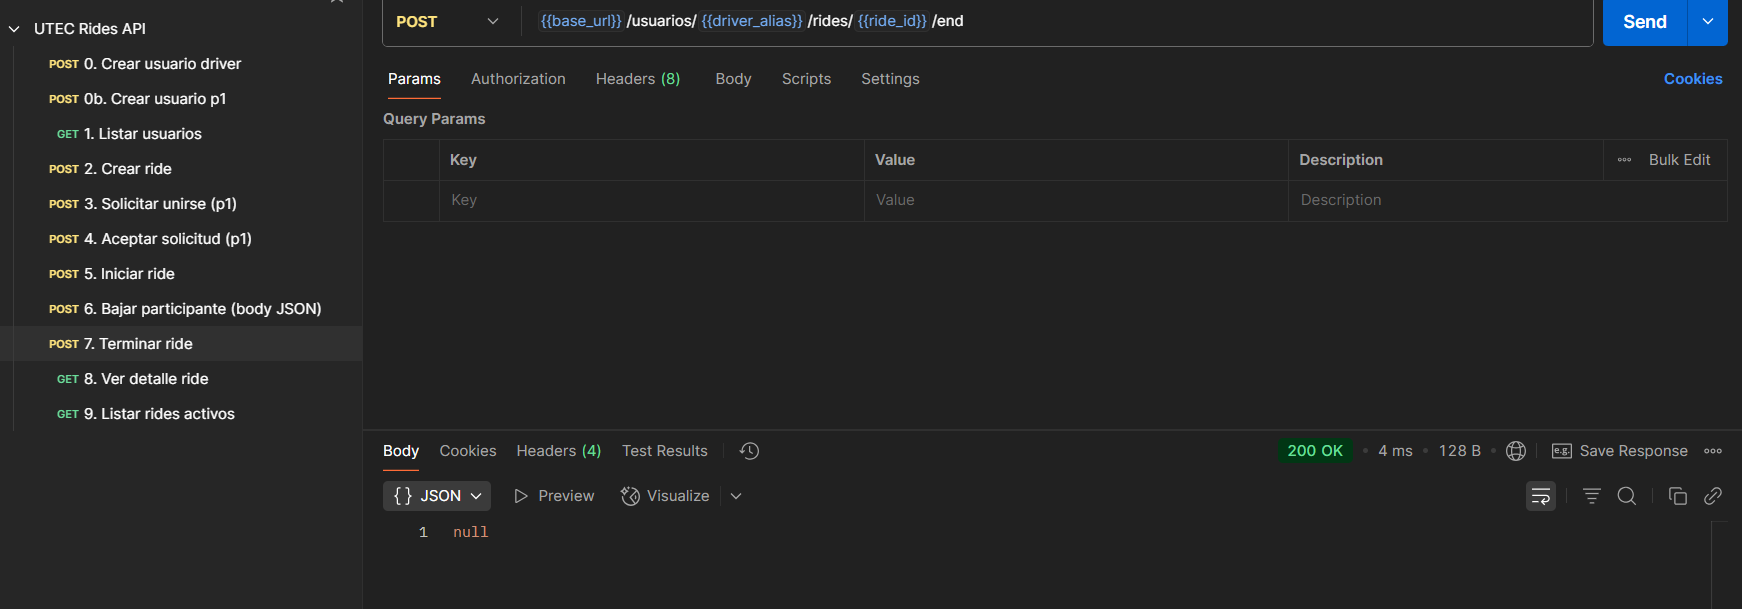 UTEC Rides API
POST 0. Crear usuario driver
POST 0b. Crear usuario p1
GET 1. Listar usuarios
POST 2. Crear ride
POST 3. Solicitar unirse (p1)
POST 4. Aceptar solicitud (p1)
POST 5. Iniciar ride
POST 6. Bajar participante (body JSON)
POST 7. Terminar ride
GET 8. Ver detalle ride
GET 9. Listar rides activos
POST {{base_url}} /usuarios/ {{driver_alias}} /rides/ {{ride_id}} /end Send
Params Authorization Headers (8) Body Scripts Settings Cookies
Query Params
Key Value Description Bulk Edit
Key Value Description
Body Cookies Headers (4) Test Results 200 OK 4 ms 128 B e.g. Save Response
{} JSON Preview Visualize
1 null